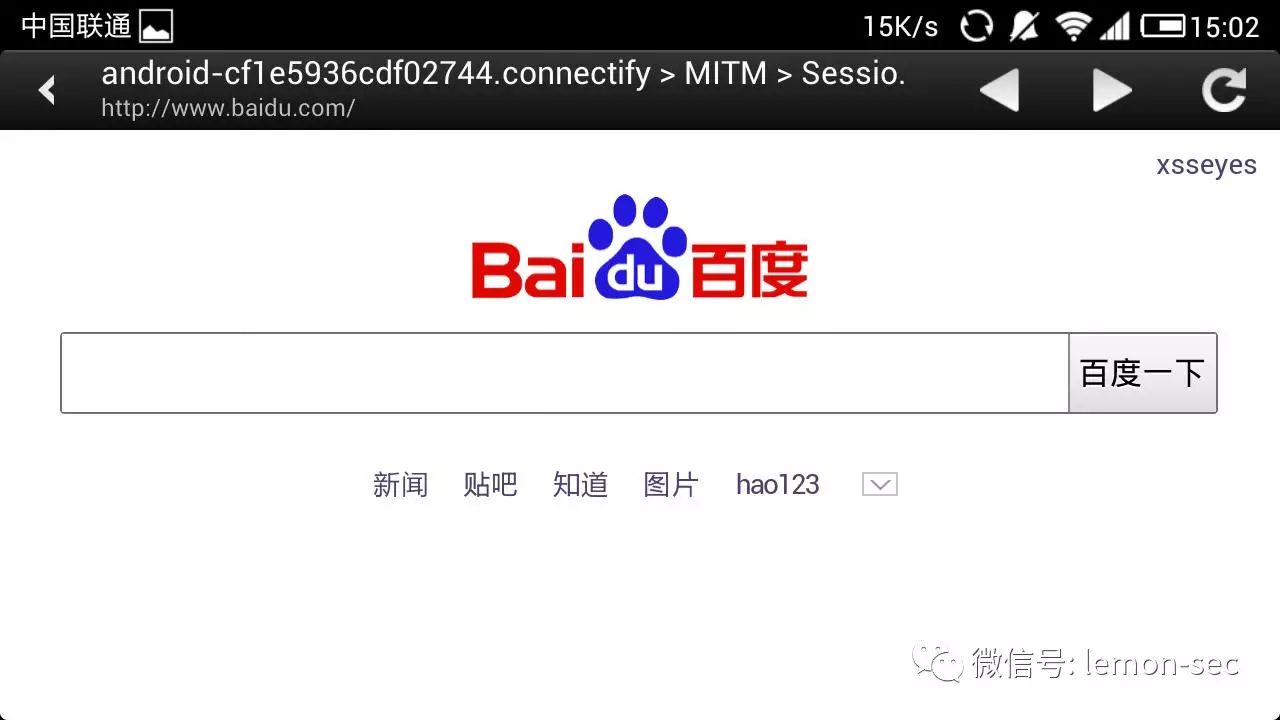 中国联通 15K/s 15:02
android-cf1e5936cdf02744.connectify > MITM > Sessio.
http://www.baidu.com/
xsseyes
Bai du 百度
百度一下
新闻 贴吧 知道 图片 hao123
微信号: lemon-sec